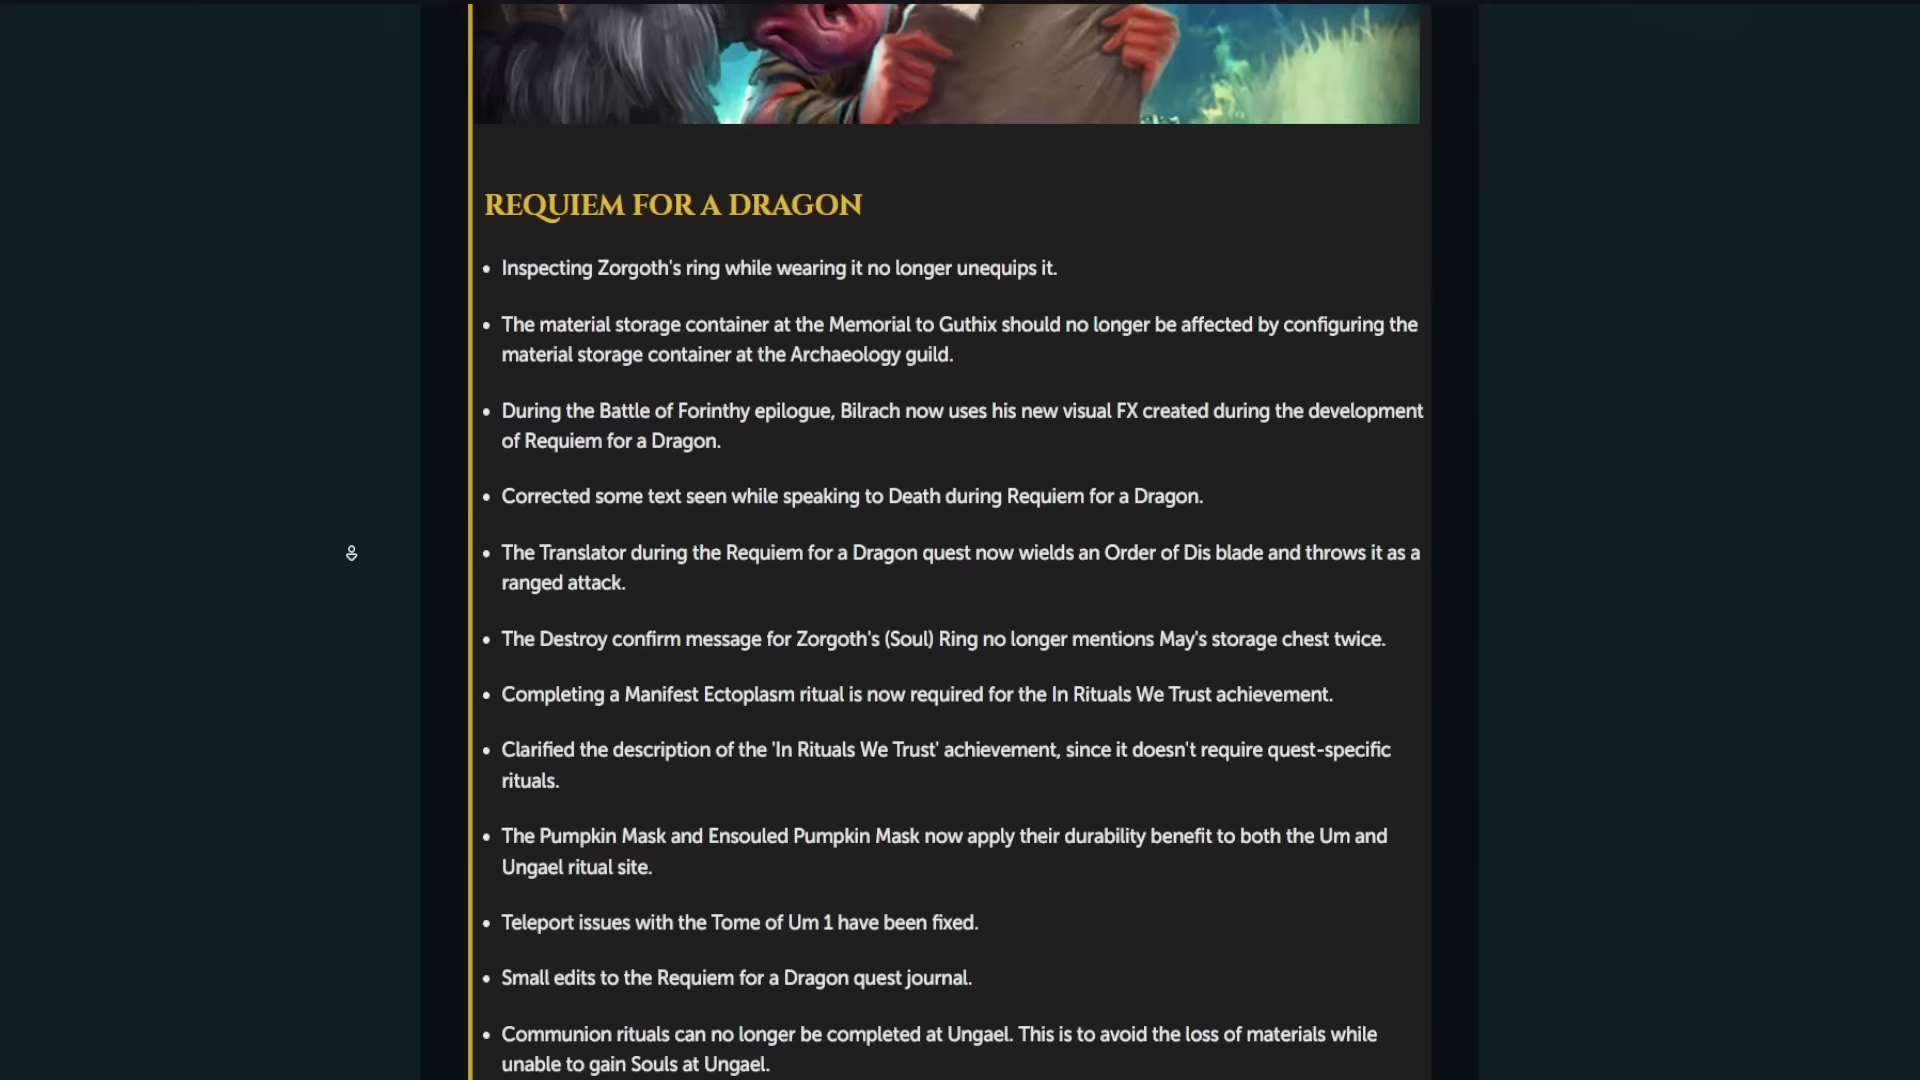 REQUIEM FOR A DRAGON
• Inspecting Zorgoth's ring while wearing it no longer unequips it.
• The material storage container at the Memorial to Guthix should no longer be affected by configuring the
material storage container at the Archaeology guild.
• During the Battle of Forinthy epilogue, Bilrach now uses his new visual FX created during the development
of Requiem for a Dragon.
• Corrected some text seen while speaking to Death during Requiem for a Dragon.
• The Translator during the Requiem for a Dragon quest now wields an Order of Dis blade and throws it as a
ranged attack.
• The Destroy confirm message for Zorgoth's (Soul) Ring no longer mentions May's storage chest twice.
• Completing a Manifest Ectoplasm ritual is now required for the In Rituals We Trust achievement.
• Clarified the description of the 'In Rituals We Trust' achievement, since it doesn't require quest-specific
rituals.
• The Pumpkin Mask and Ensouled Pumpkin Mask now apply their durability benefit to both the Um and
Ungael ritual site.
• Teleport issues with the Tome of Um 1 have been fixed.
• Small edits to the Requiem for a Dragon quest journal.
• Communion rituals can no longer be completed at Ungael. This is to avoid the loss of materials while
unable to gain Souls at Ungael.